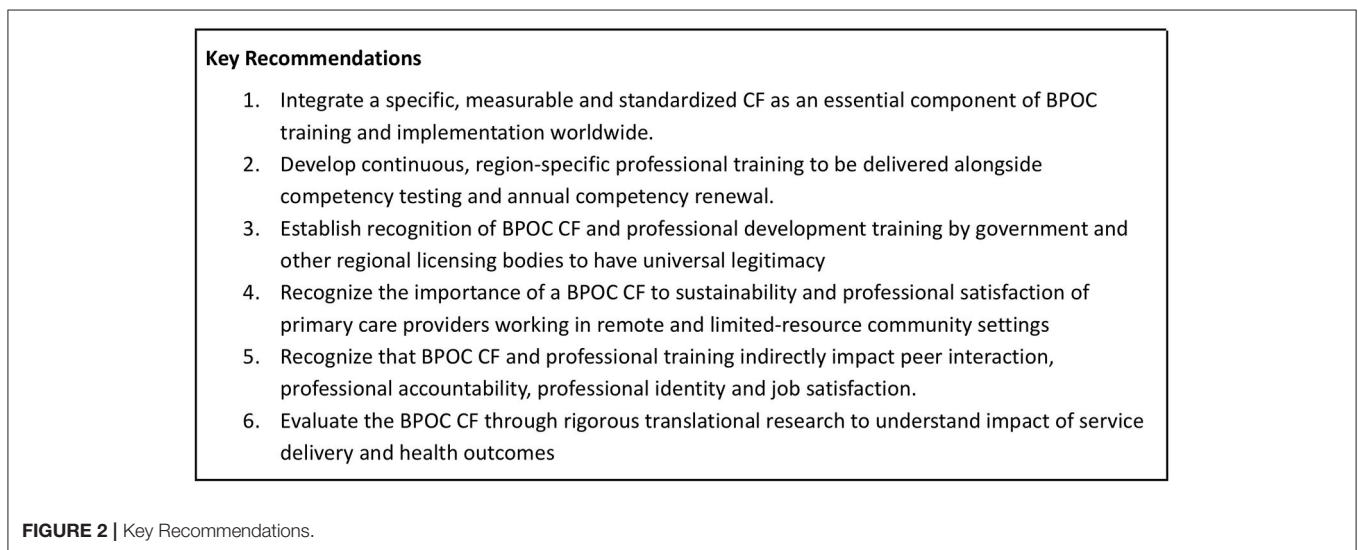 Key Recommendations
1. Integrate a specific, measurable and standardized CF as an essential component of BPOC
training and implementation worldwide.
2. Develop continuous, region-specific professional training to be delivered alongside
competency testing and annual competency renewal.
3. Establish recognition of BPOC CF and professional development training by government and
other regional licensing bodies to have universal legitimacy
4. Recognize the importance of a BPOC CF to sustainability and professional satisfaction of
primary care providers working in remote and limited-resource community settings
5. Recognize that BPOC CF and professional training indirectly impact peer interaction,
professional accountability, professional identity and job satisfaction.
6. Evaluate the BPOC CF through rigorous translational research to understand impact of service
delivery and health outcomes
FIGURE 2 | Key Recommendations.